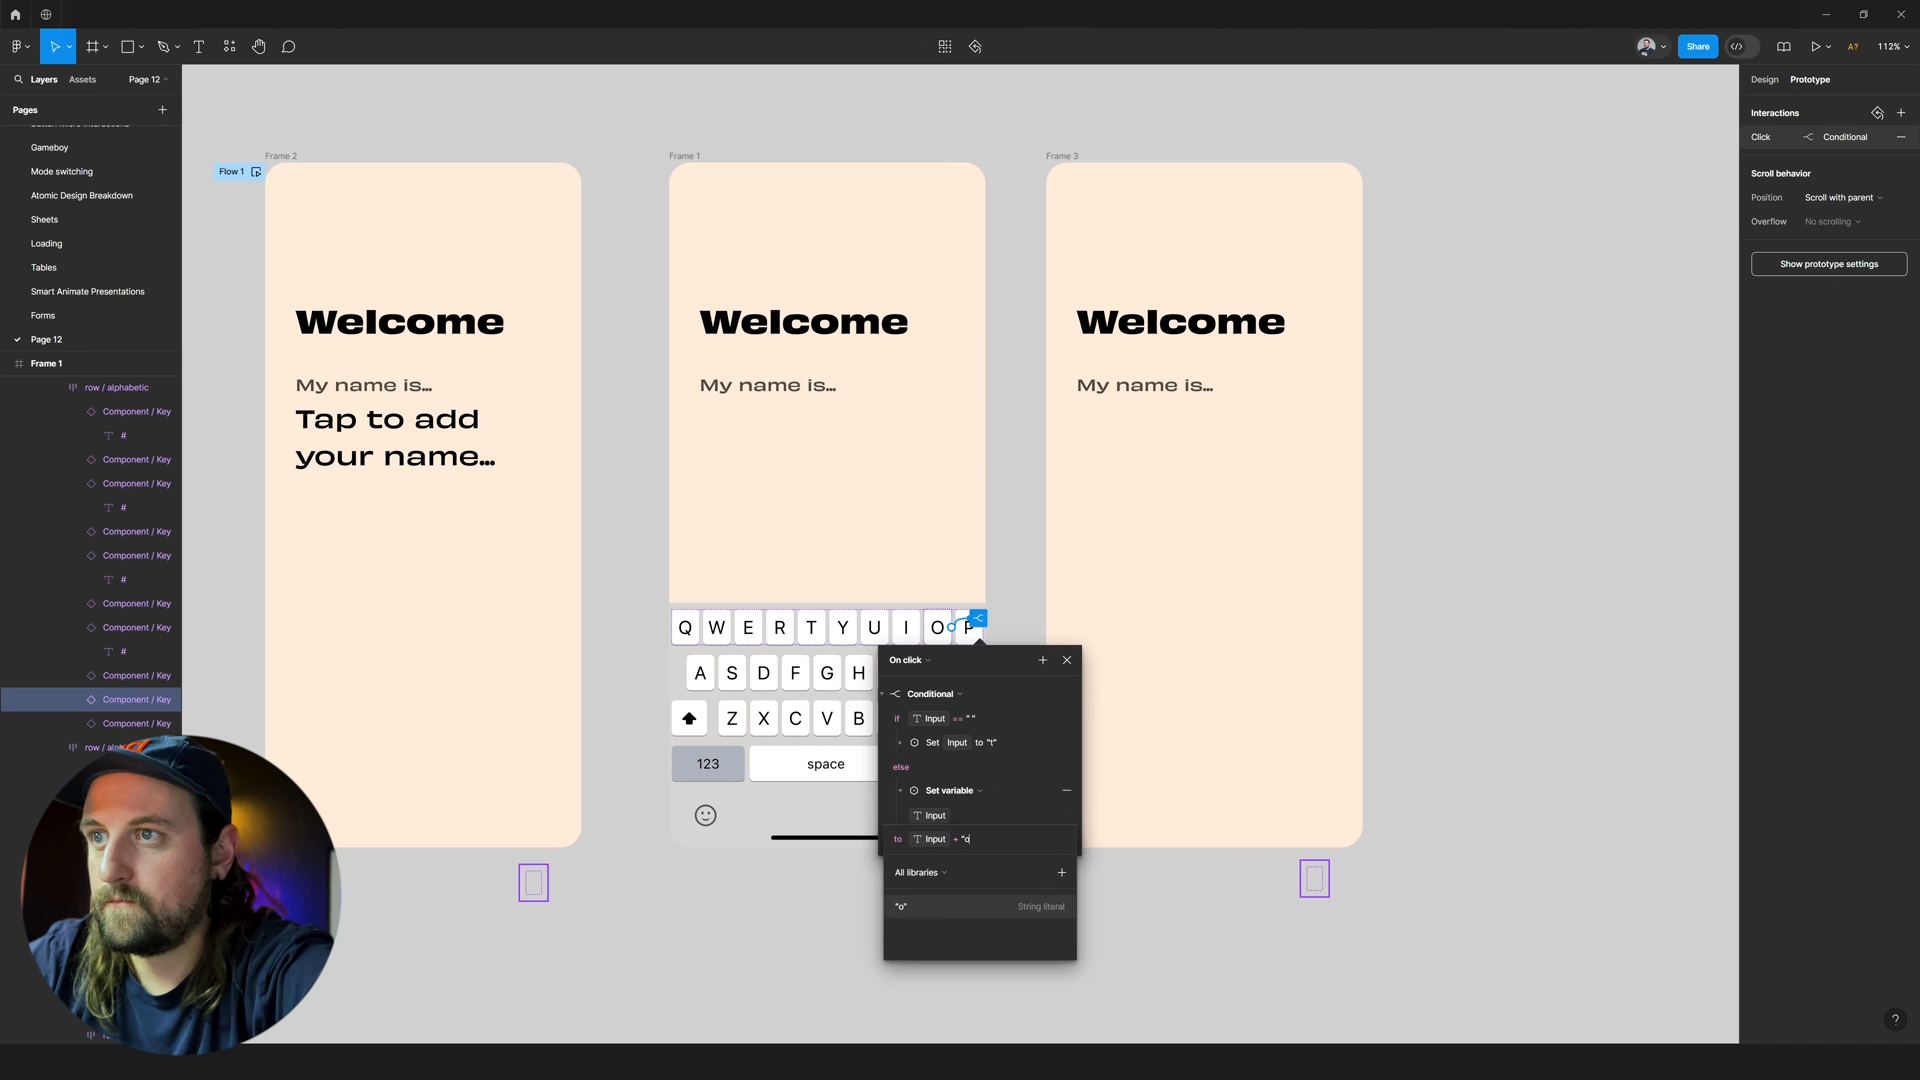 Share
A?
112%
Layers
Assets
Page 12
Pages
Gameboy
Mode switching
Atomic Design Breakdown
Sheets
Loading
Tables
Smart Animate Presentations
Forms
Page 12
Frame 1
row / alphabetic
Component / Key
#
Component / Key
Component / Key
#
Component / Key
Component / Key
#
Component / Key
Component / Key
#
Component / Key
Component / Key
Component / Key
Flow 1
Frame 2
Welcome
My name is...
Tap to add
your name...
Frame 1
Welcome
My name is...
Q W E R T Y U I O P
A S D F G H
Z X C V B
123
space
Frame 3
Welcome
My name is...
On click
Conditional
if Input == " "
Set Input to "t"
else
Set variable
Input
to Input + "o
All libraries
"o" String literal
Design
Prototype
Interactions
Click Conditional
Scroll behavior
Position Scroll with parent
Overflow No scrolling
Show prototype settings
?